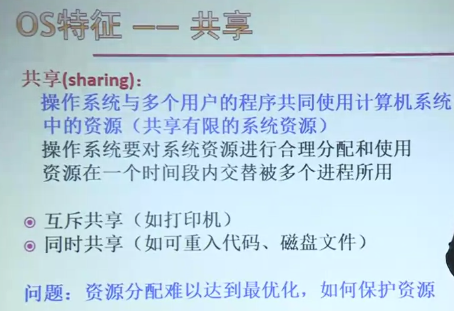 OS特征 —— 共享
共享(sharing):
操作系统与多个用户的程序共同使用计算机系统
中的资源（共享有限的系统资源）
操作系统要对系统资源进行合理分配和使用
资源在一个时间段内交替被多个进程所用
互斥共享（如打印机）
同时共享（如可重入代码、磁盘文件）
问题：资源分配难以达到最优化，如何保护资源